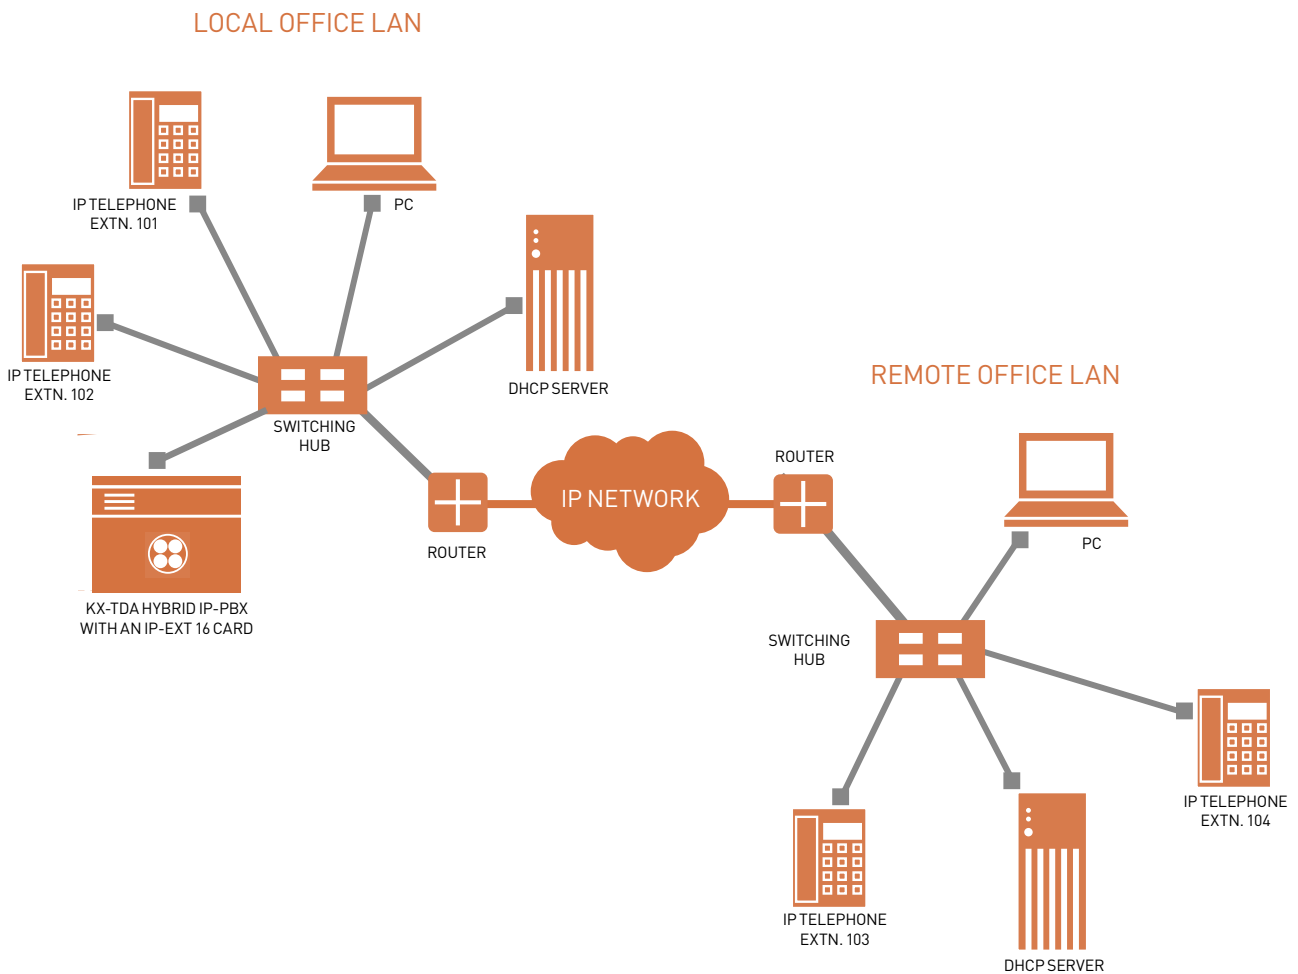 LOCAL OFFICE LAN
IP TELEPHONE
EXTN. 101
PC
IP TELEPHONE
EXTN. 102
DHCP SERVER
SWITCHING
HUB
ROUTER
KX-TDA HYBRID IP-PBX
WITH AN IP-EXT 16 CARD
IP NETWORK
REMOTE OFFICE LAN
ROUTER
PC
SWITCHING
HUB
IP TELEPHONE
EXTN. 104
IP TELEPHONE
EXTN. 103
DHCP SERVER